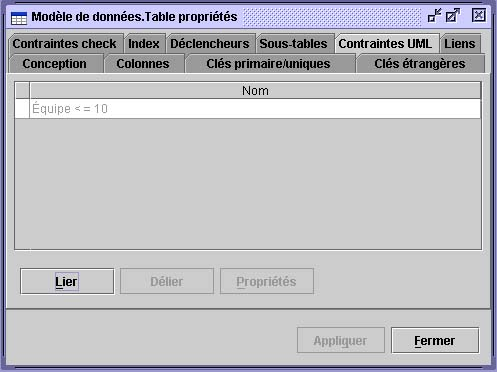 Modèle de données.Table propriétés
Contraintes check Index Déclencheurs Sous-tables Contraintes UML Liens
Conception Colonnes Clés primaire/uniques Clés étrangères
Nom
Équipe < = 10
Lier Délier Propriétés
Appliquer Fermer